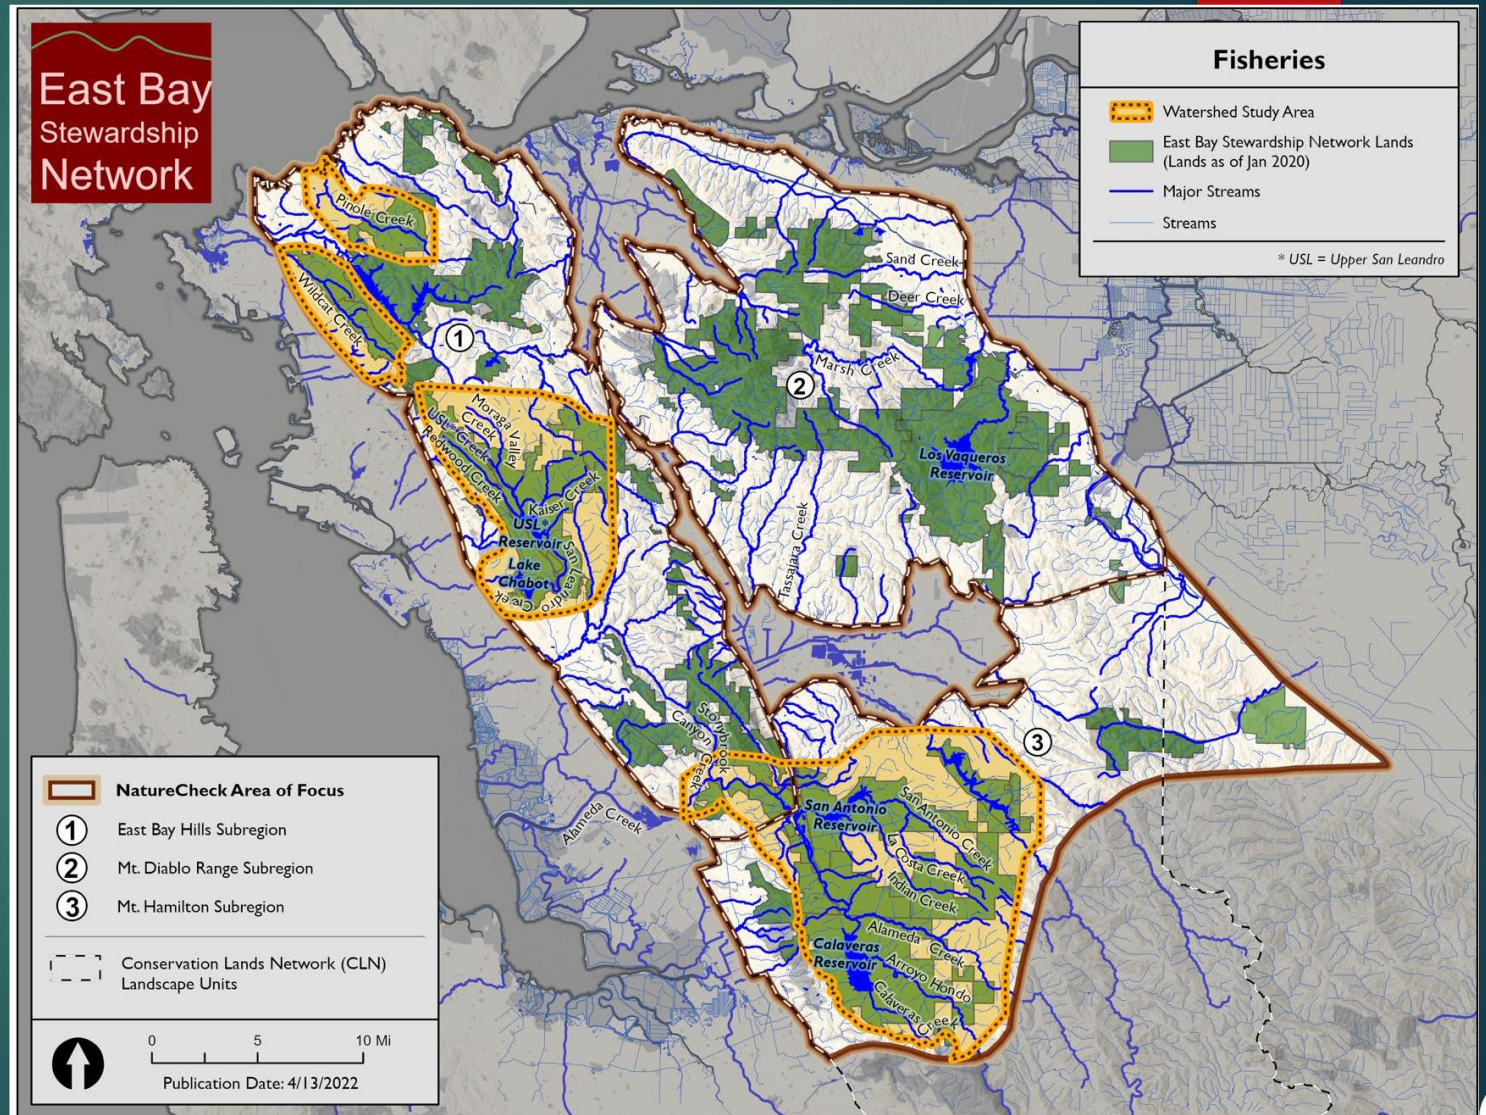 East Bay
Stewardship
Network
Fisheries
Watershed Study Area
East Bay Stewardship Network Lands
(Lands as of Jan 2020)
Major Streams
Streams
* USL = Upper San Leandro
Pinole Creek
Wildcat Creek
1
Sand Creek
Deer Creek
Marsh Creek
2
Moraga Valley
Creek
USL* Creek
Redwood Creek
Kaiser Creek
USL*
Reservoir
Lake
Chabot
San Leandro
Creek
Los Vaqueros
Reservoir
Tassajara Creek
Stonybrook
Canyon Creek
3
Alameda Creek
San Antonio
Reservoir
San Antonio Creek
La Costa Creek
Indian Creek
Alameda Creek
Calaveras
Reservoir
Arroyo Hondo
Calaveras Creek
NatureCheck Area of Focus
1 East Bay Hills Subregion
2 Mt. Diablo Range Subregion
3 Mt. Hamilton Subregion
Conservation Lands Network (CLN)
Landscape Units
0 5 10 Mi
Publication Date: 4/13/2022